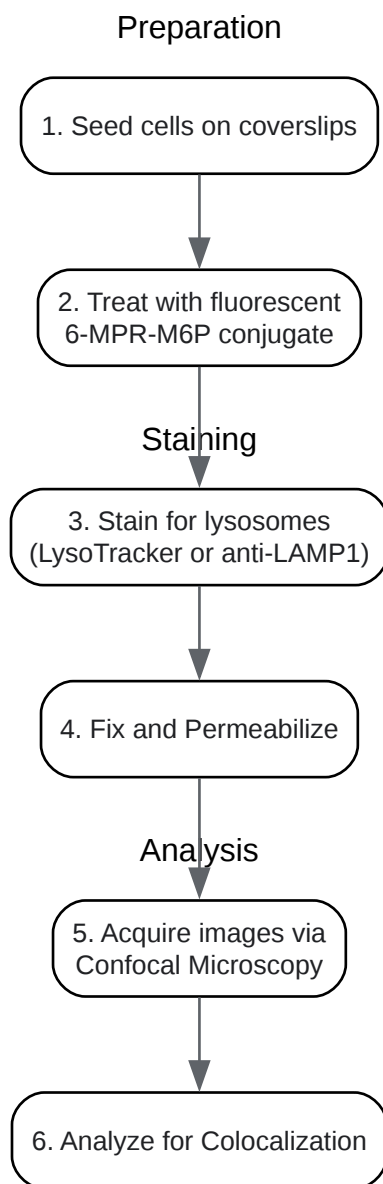 Preparation
1. Seed cells on coverslips
2. Treat with fluorescent
6-MPR-M6P conjugate
Staining
3. Stain for lysosomes
(LysoTracker or anti-LAMP1)
4. Fix and Permeabilize
Analysis
5. Acquire images via
Confocal Microscopy
6. Analyze for Colocalization